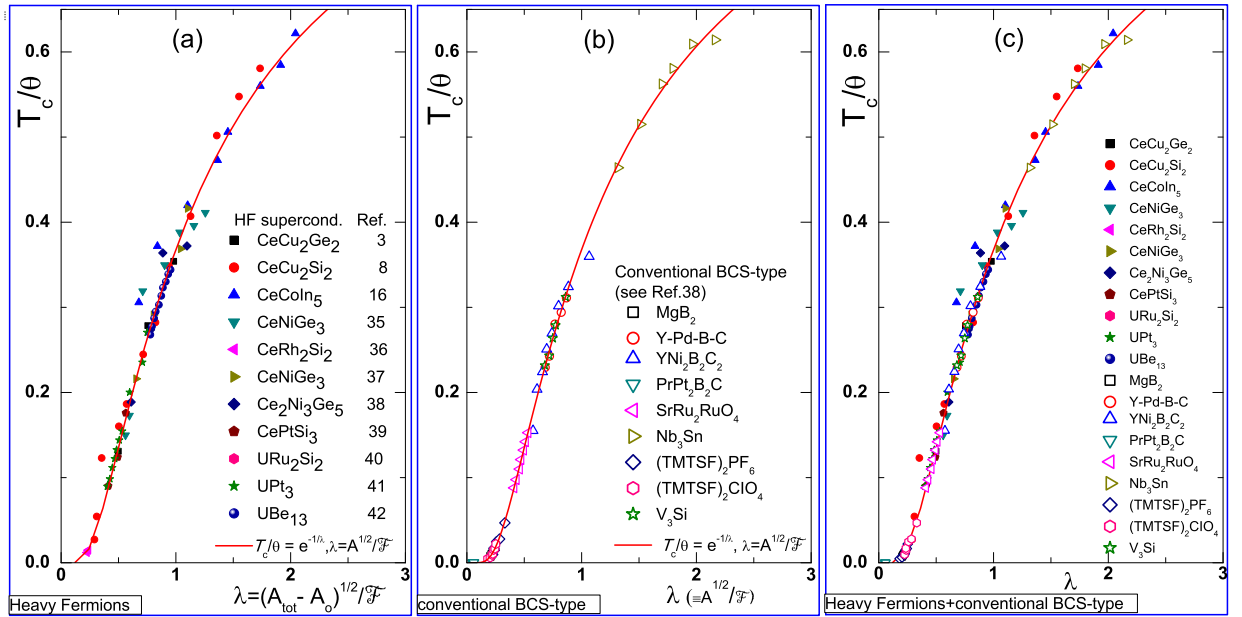 (a)
T_c/θ
0.6
0.4
0.2
0.0
0 1 2 3
HF supercond. Ref.
CeCu₂Ge₂ 3
CeCu₂Si₂ 8
CeCoIn₅ 16
CeNiGe₃ 35
CeRh₂Si₂ 36
CeNiGe₃ 37
Ce₂Ni₃Ge₅ 38
CePtSi₃ 39
URu₂Si₂ 40
UPt₃ 41
UBe₁₃ 42
T_c/θ = e^{-1/λ}, λ=A^{1/2}/ℱ
λ=(A_tot- A_o)^{1/2}/ℱ
Heavy Fermions
(b)
T_c/θ
0.6
0.4
0.2
0.0
0 1 2 3
Conventional BCS-type
(see Ref.38)
MgB₂
Y-Pd-B-C
YNi₂B₂C₂
PrPt₂B₂C
SrRu₂RuO₄
Nb₃Sn
(TMTSF)₂PF₆
(TMTSF)₂ClO₄
V₃Si
T_c/θ = e^{-1/λ}, λ=A^{1/2}/ℱ
λ (≡A^{1/2}/ℱ)
conventional BCS-type
(c)
T_c/θ
0.6
0.4
0.2
0.0
0 1 2 3
CeCu₂Ge₂
CeCu₂Si₂
CeCoIn₅
CeNiGe₃
CeRh₂Si₂
CeNiGe₃
Ce₂Ni₃Ge₅
CePtSi₃
URu₂Si₂
UPt₃
UBe₁₃
MgB₂
Y-Pd-B-C
YNi₂B₂C₂
PrPt₂B₂C
SrRu₂RuO₄
Nb₃Sn
(TMTSF)₂PF₆
(TMTSF)₂ClO₄
V₃Si
λ
Heavy Fermions+conventional BCS-type